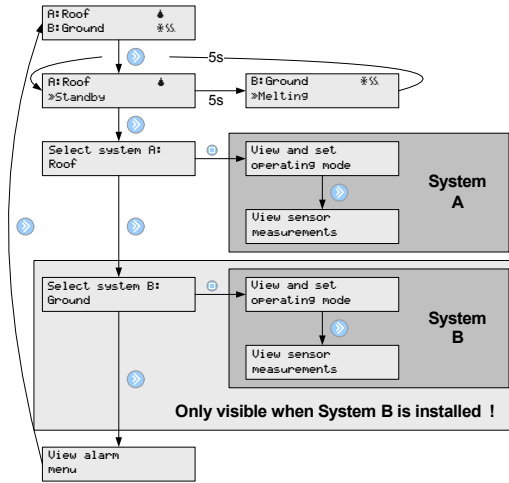 A:Roof
B:Ground
5s
A:Roof
»Standby
5s
B:Ground
»Melting
Select system A:
Roof
View and set
operating mode
View sensor
measurements
System
A
Select system B:
Ground
View and set
operating mode
View sensor
measurements
System
B
Only visible when System B is installed !
View alarm
menu